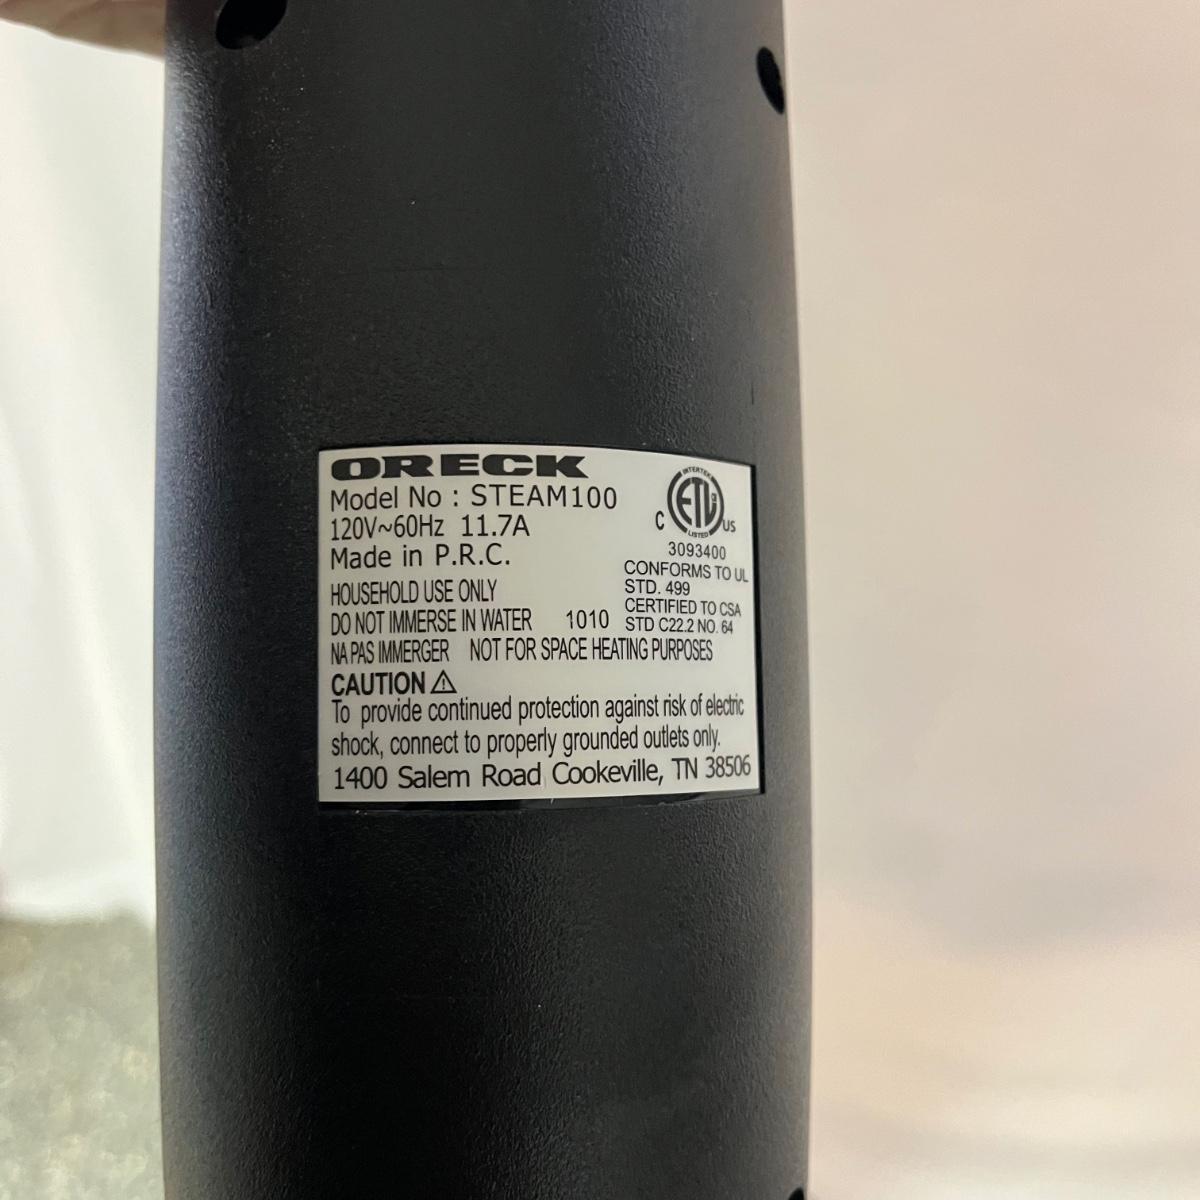 ORECK
Model No : STEAM100
120V~60Hz 11.7A
Made in P.R.C.
INTERTEK
ETL
LISTED
C US
3093400
CONFORMS TO UL
STD. 499
CERTIFIED TO CSA
STD C22.2 NO. 64
HOUSEHOLD USE ONLY
DO NOT IMMERSE IN WATER 1010
NA PAS IMMERGER NOT FOR SPACE HEATING PURPOSES
CAUTION
To provide continued protection against risk of electric
shock, connect to properly grounded outlets only.
1400 Salem Road Cookeville, TN 38506